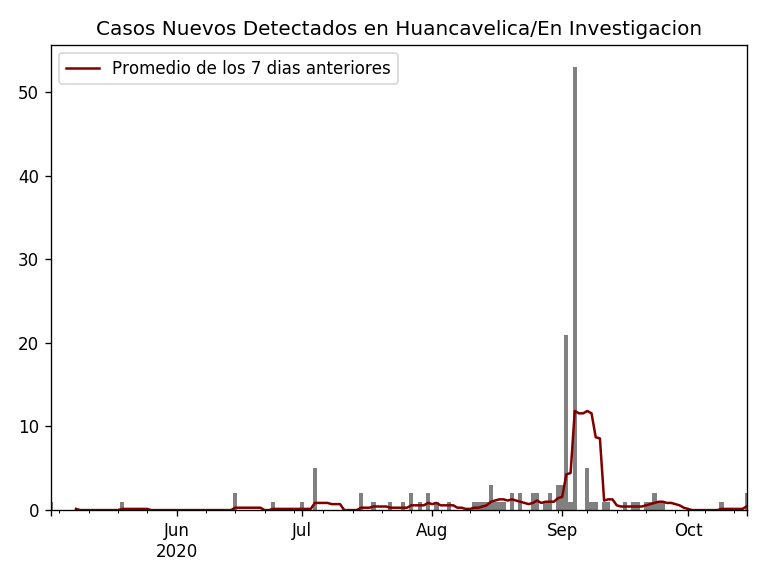 Casos Nuevos Detectados en Huancavelica/En Investigacion
Promedio de los 7 dias anteriores
50
40
30
20
10
0
Jun
2020
Jul
Aug
Sep
Oct